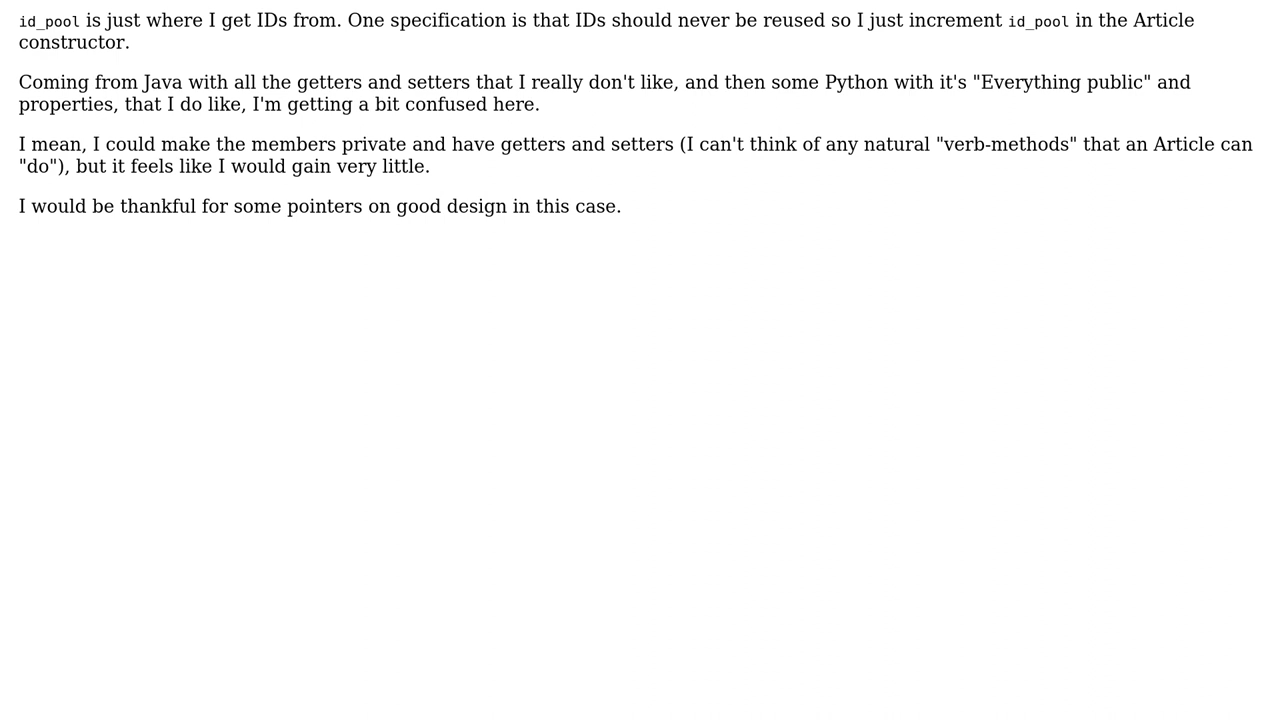 id_pool is just where I get IDs from. One specification is that IDs should never be reused so I just increment id_pool in the Article
constructor.
Coming from Java with all the getters and setters that I really don't like, and then some Python with it's "Everything public" and
properties, that I do like, I'm getting a bit confused here.
I mean, I could make the members private and have getters and setters (I can't think of any natural "verb-methods" that an Article can
"do"), but it feels like I would gain very little.
I would be thankful for some pointers on good design in this case.